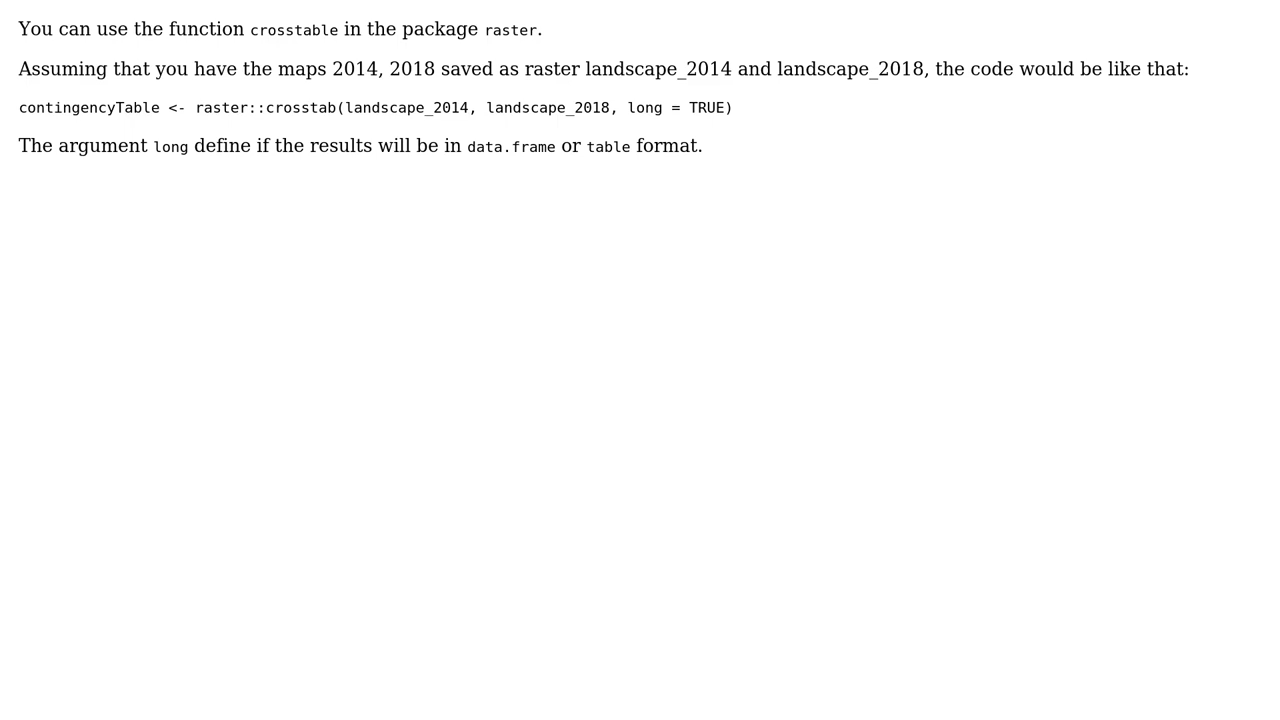 You can use the function crosstable in the package raster.
Assuming that you have the maps 2014, 2018 saved as raster landscape_2014 and landscape_2018, the code would be like that:
contingencyTable <- raster::crosstab(landscape_2014, landscape_2018, long = TRUE)
The argument long define if the results will be in data.frame or table format.